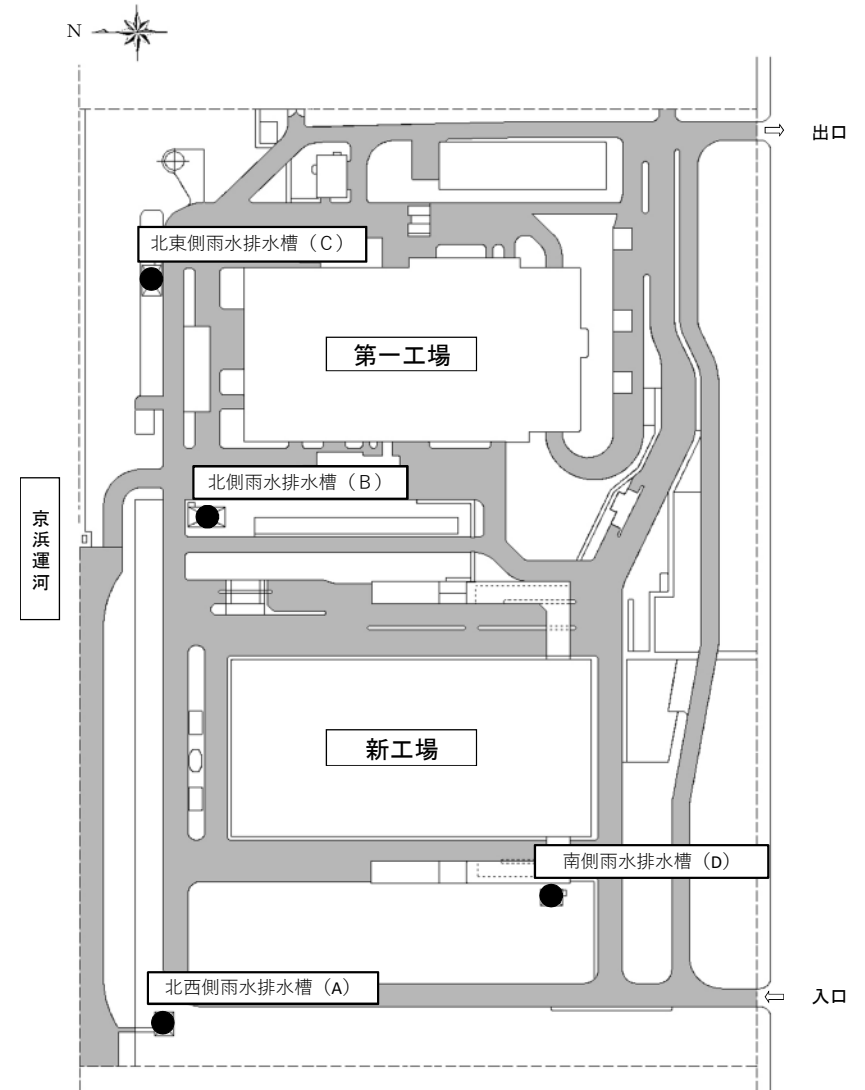 N
出口
北東側雨水排水槽（C）
第一工場
北側雨水排水槽（B）
京浜運河
新工場
南側雨水排水槽（D）
北西側雨水排水槽（A）
入口